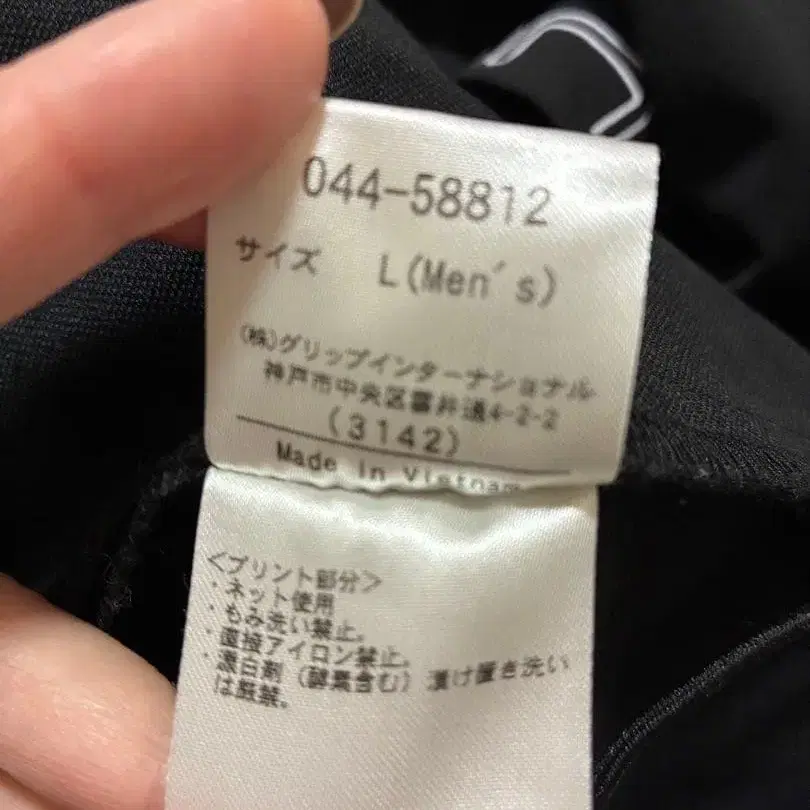 044-58812
サイズ L(Men's)
(株)グリップインターナショナル
神戸市中央区雲井通4-2-2
(3142)
Made in Vietnam
<プリント部分>
・ネット使用
・もみ洗い禁止。
・直接アイロン禁止。
・漂白剤(酵素含む)漬け置き洗い
は厳禁。